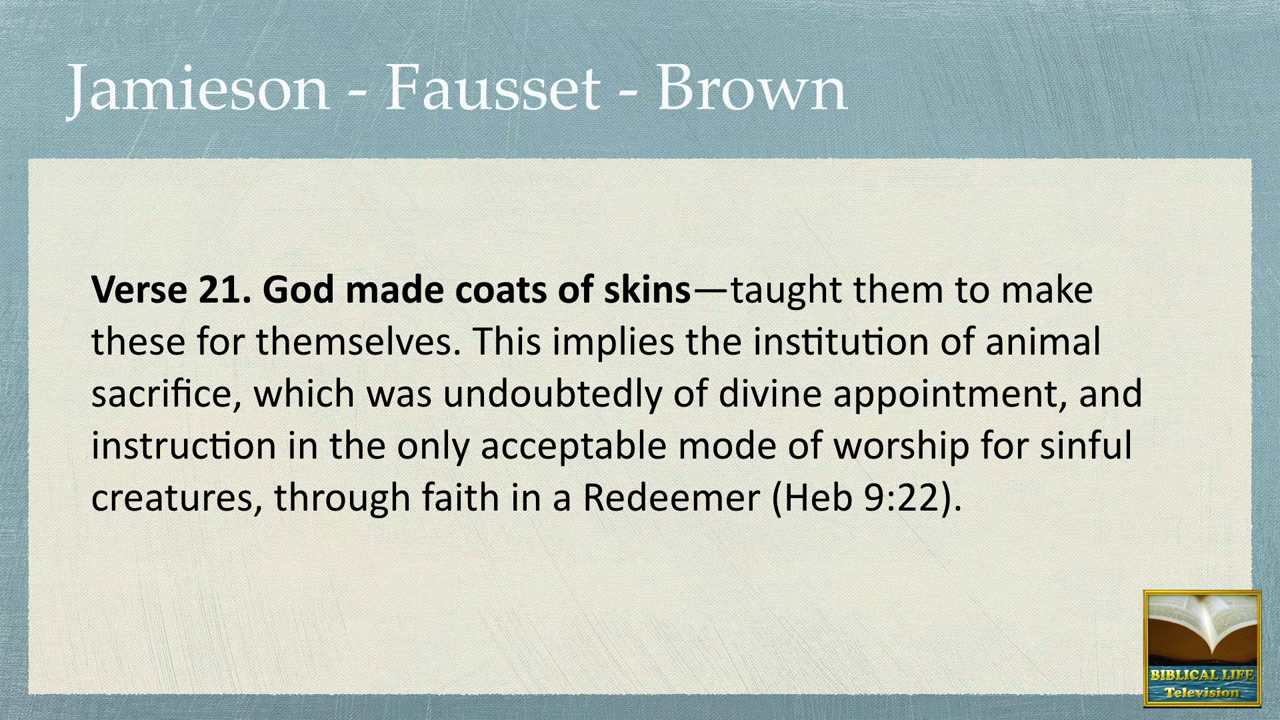 Jamieson - Fausset - Brown
Verse 21. God made coats of skins—taught them to make
these for themselves. This implies the institution of animal
sacrifice, which was undoubtedly of divine appointment, and
instruction in the only acceptable mode of worship for sinful
creatures, through faith in a Redeemer (Heb 9:22).
BIBLICAL LIFE
Television